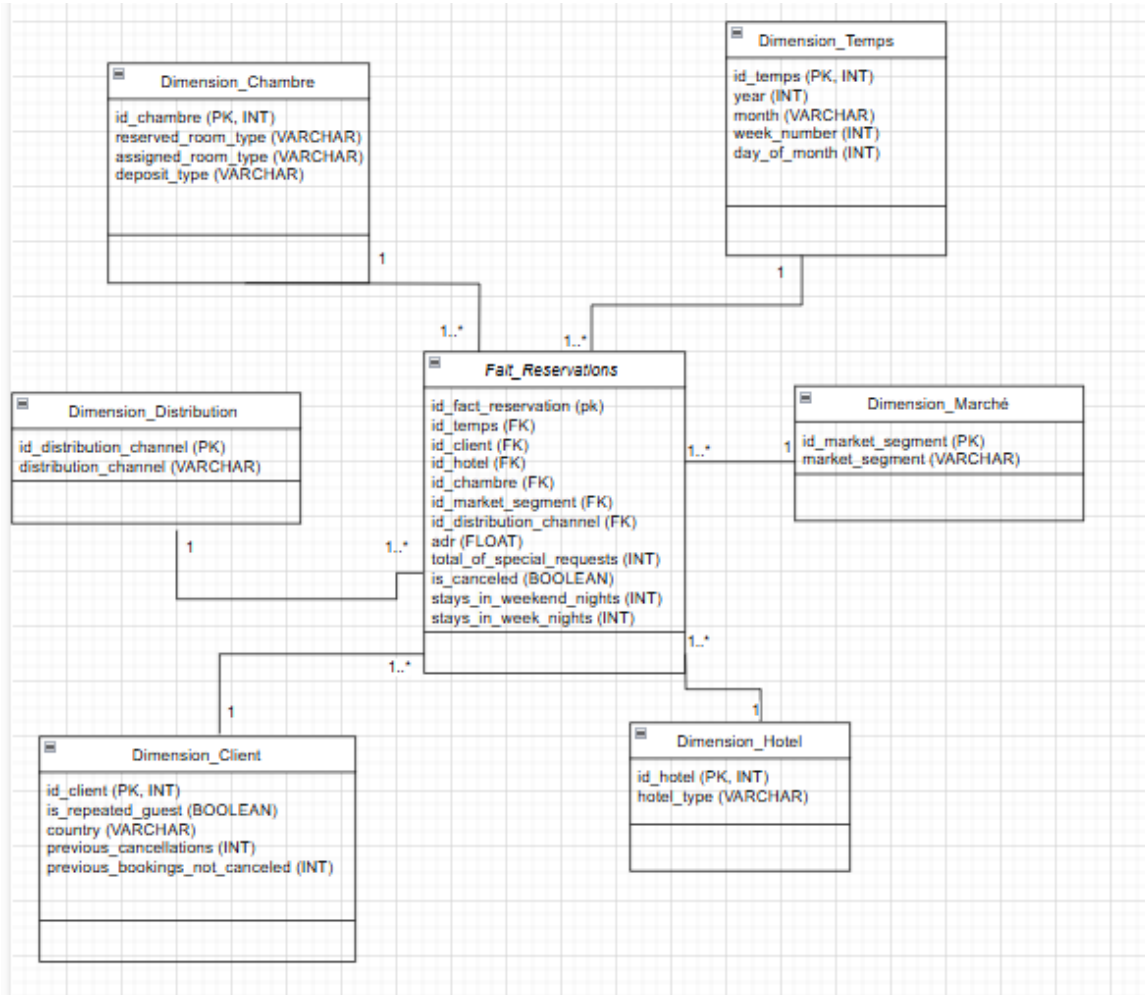 Dimension_Temps
id_temps (PK, INT)
year (INT)
month (VARCHAR)
week_number (INT)
day_of_month (INT)
Dimension_Chambre
id_chambre (PK, INT)
reserved_room_type (VARCHAR)
assigned_room_type (VARCHAR)
deposit_type (VARCHAR)
1
1
1..*
1..*
Fait_Reservations
id_fact_reservation (pk)
id_temps (FK)
id_client (FK)
id_hotel (FK)
id_chambre (FK)
id_market_segment (FK)
id_distribution_channel (FK)
adr (FLOAT)
total_of_special_requests (INT)
is_canceled (BOOLEAN)
stays_in_weekend_nights (INT)
stays_in_week_nights (INT)
Dimension_Distribution
id_distribution_channel (PK)
distribution_channel (VARCHAR)
Dimension_Marché
id_market_segment (PK)
market_segment (VARCHAR)
1..*
1
1
1..*
1..*
1..*
1
1
Dimension_Client
id_client (PK, INT)
is_repeated_guest (BOOLEAN)
country (VARCHAR)
previous_cancellations (INT)
previous_bookings_not_canceled (INT)
Dimension_Hotel
id_hotel (PK, INT)
hotel_type (VARCHAR)